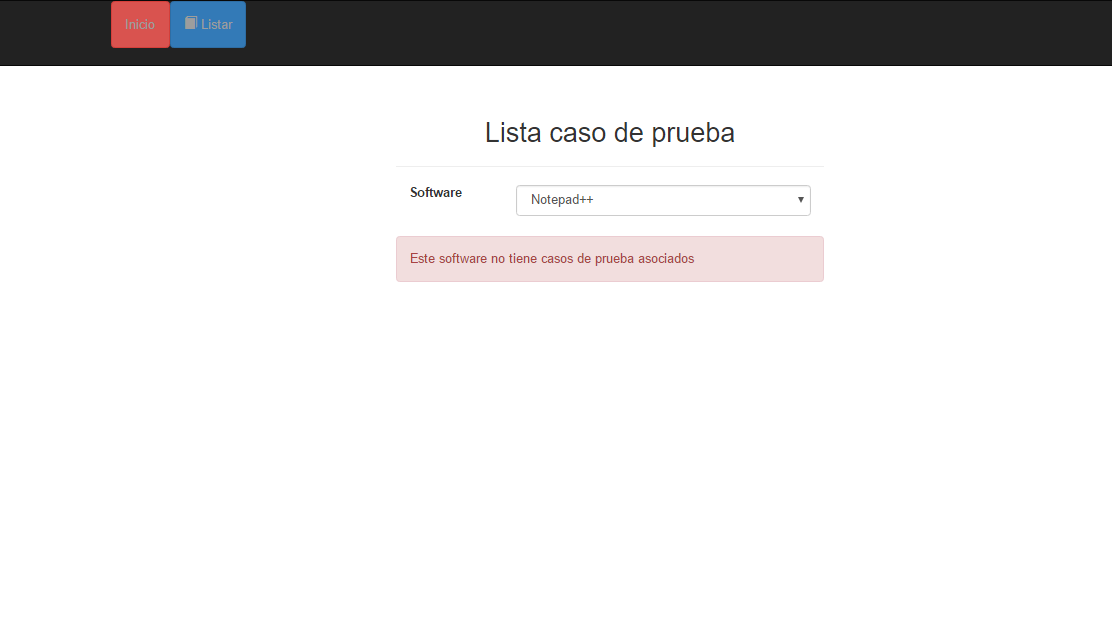 Inicio Listar
Lista caso de prueba
Software Notepad++
Este software no tiene casos de prueba asociados